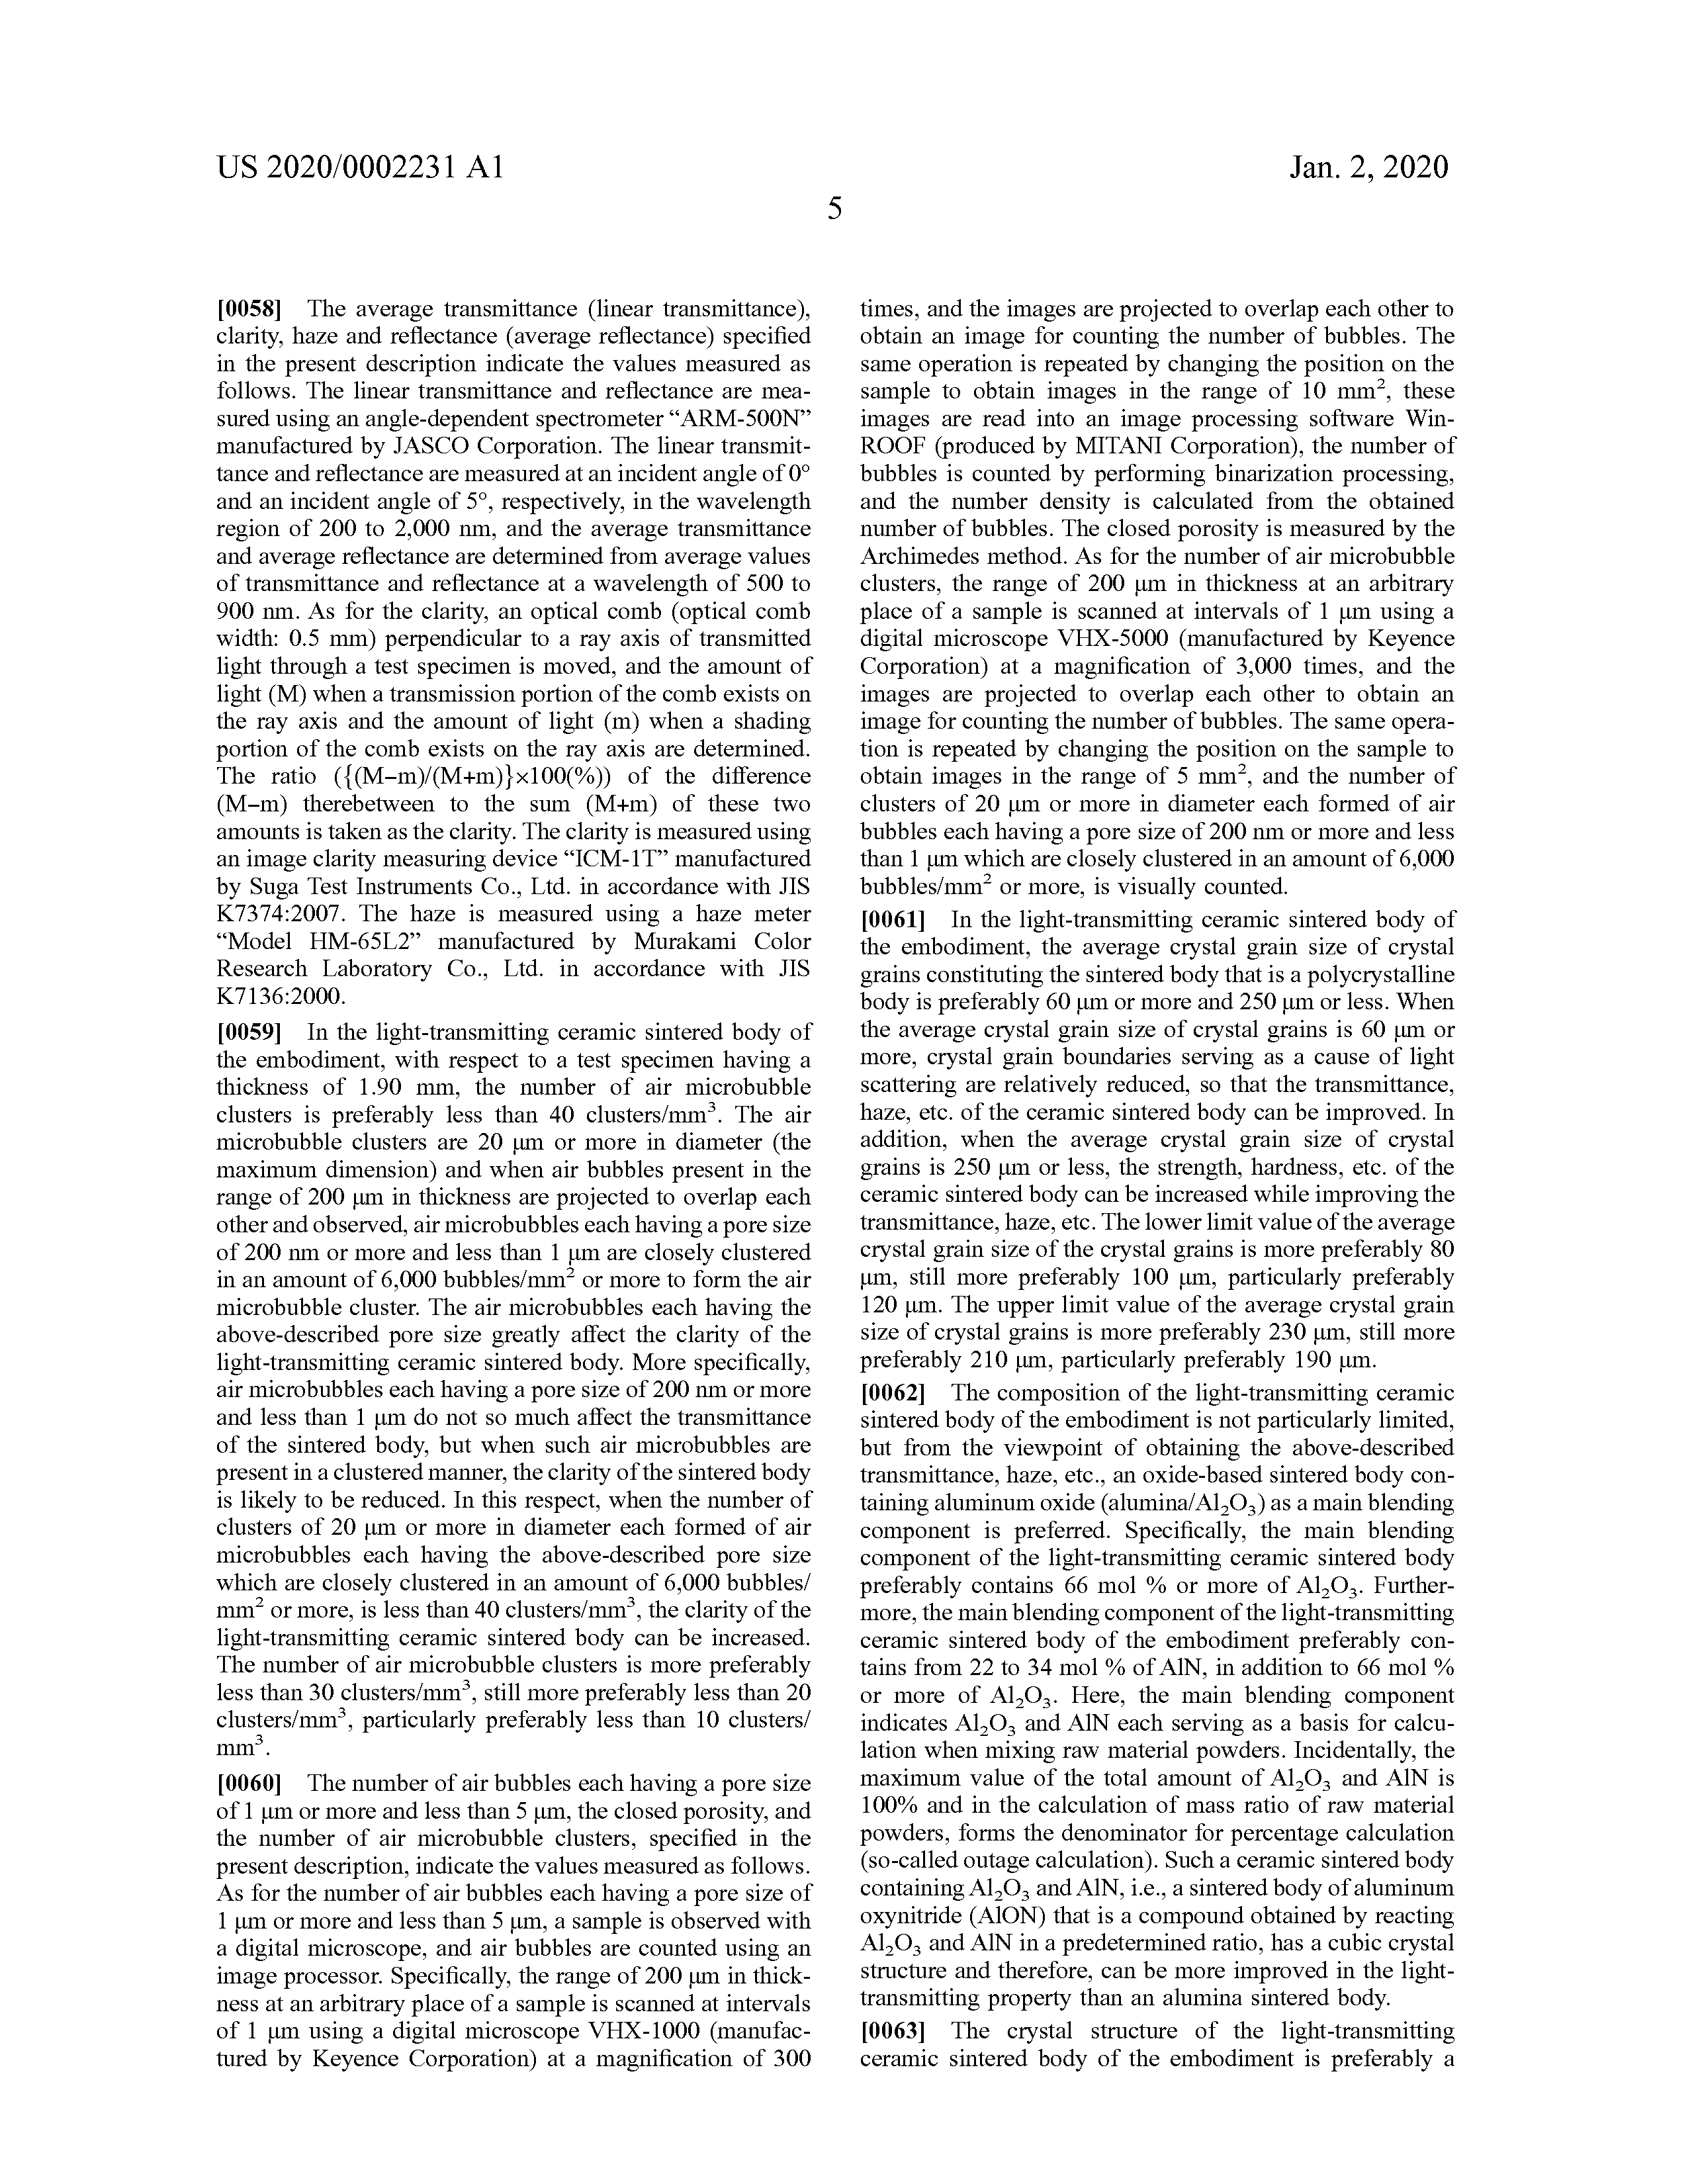 US 2020/0002231 A1
Jan. 2, 2020
5
[0058] The average transmittance (linear transmittance),
clarity, haze and reflectance (average reflectance) specified
in the present description indicate the values measured as
follows. The linear transmittance and reflectance are mea-
sured using an angle-dependent spectrometer “ARM-500N”
manufactured by JASCO Corporation. The linear transmit-
tance and reflectance are measured at an incident angle of 0°
and an incident angle of 5°, respectively, in the wavelength
region of 200 to 2,000 nm, and the average transmittance
and average reflectance are determined from average values
of transmittance and reflectance at a wavelength of 500 to
900 nm. As for the clarity, an optical comb (optical comb
width: 0.5 mm) perpendicular to a ray axis of transmitted
light through a test specimen is moved, and the amount of
light (M) when a transmission portion of the comb exists on
the ray axis and the amount of light (m) when a shading
portion of the comb exists on the ray axis are determined.
The ratio ({(M–m)/(M+m)}×100(%)) of the difference
(M–m) therebetween to the sum (M+m) of these two
amounts is taken as the clarity. The clarity is measured using
an image clarity measuring device “ICM-1T” manufactured
by Suga Test Instruments Co., Ltd. in accordance with JIS
K7374:2007. The haze is measured using a haze meter
“Model HM-65L2” manufactured by Murakami Color
Research Laboratory Co., Ltd. in accordance with JIS
K7136:2000.
[0059] In the light-transmitting ceramic sintered body of
the embodiment, with respect to a test specimen having a
thickness of 1.90 mm, the number of air microbubble
clusters is preferably less than 40 clusters/mm³. The air
microbubble clusters are 20 μm or more in diameter (the
maximum dimension) and when air bubbles present in the
range of 200 μm in thickness are projected to overlap each
other and observed, air microbubbles each having a pore size
of 200 nm or more and less than 1 μm are closely clustered
in an amount of 6,000 bubbles/mm² or more to form the air
microbubble cluster. The air microbubbles each having the
above-described pore size greatly affect the clarity of the
light-transmitting ceramic sintered body. More specifically,
air microbubbles each having a pore size of 200 nm or more
and less than 1 μm do not so much affect the transmittance
of the sintered body, but when such air microbubbles are
present in a clustered manner, the clarity of the sintered body
is likely to be reduced. In this respect, when the number of
clusters of 20 μm or more in diameter each formed of air
microbubbles each having the above-described pore size
which are closely clustered in an amount of 6,000 bubbles/
mm² or more, is less than 40 clusters/mm³, the clarity of the
light-transmitting ceramic sintered body can be increased.
The number of air microbubble clusters is more preferably
less than 30 clusters/mm³, still more preferably less than 20
clusters/mm³, particularly preferably less than 10 clusters/
mm³.
[0060] The number of air bubbles each having a pore size
of 1 μm or more and less than 5 μm, the closed porosity, and
the number of air microbubble clusters, specified in the
present description, indicate the values measured as follows.
As for the number of air bubbles each having a pore size of
1 μm or more and less than 5 μm, a sample is observed with
a digital microscope, and air bubbles are counted using an
image processor. Specifically, the range of 200 μm in thick-
ness at an arbitrary place of a sample is scanned at intervals
of 1 μm using a digital microscope VHX-1000 (manufac-
tured by Keyence Corporation) at a magnification of 300
times, and the images are projected to overlap each other to
obtain an image for counting the number of bubbles. The
same operation is repeated by changing the position on the
sample to obtain images in the range of 10 mm², these
images are read into an image processing software Win-
ROOF (produced by MITANI Corporation), the number of
bubbles is counted by performing binarization processing,
and the number density is calculated from the obtained
number of bubbles. The closed porosity is measured by the
Archimedes method. As for the number of air microbubble
clusters, the range of 200 μm in thickness at an arbitrary
place of a sample is scanned at intervals of 1 μm using a
digital microscope VHX-5000 (manufactured by Keyence
Corporation) at a magnification of 3,000 times, and the
images are projected to overlap each other to obtain an
image for counting the number of bubbles. The same opera-
tion is repeated by changing the position on the sample to
obtain images in the range of 5 mm², and the number of
clusters of 20 μm or more in diameter each formed of air
bubbles each having a pore size of 200 nm or more and less
than 1 μm which are closely clustered in an amount of 6,000
bubbles/mm² or more, is visually counted.
[0061] In the light-transmitting ceramic sintered body of
the embodiment, the average crystal grain size of crystal
grains constituting the sintered body that is a polycrystalline
body is preferably 60 μm or more and 250 μm or less. When
the average crystal grain size of crystal grains is 60 μm or
more, crystal grain boundaries serving as a cause of light
scattering are relatively reduced, so that the transmittance,
haze, etc. of the ceramic sintered body can be improved. In
addition, when the average crystal grain size of crystal
grains is 250 μm or less, the strength, hardness, etc. of the
ceramic sintered body can be increased while improving the
transmittance, haze, etc. The lower limit value of the average
crystal grain size of the crystal grains is more preferably 80
μm, still more preferably 100 μm, particularly preferably
120 μm. The upper limit value of the average crystal grain
size of crystal grains is more preferably 230 μm, still more
preferably 210 μm, particularly preferably 190 μm.
[0062] The composition of the light-transmitting ceramic
sintered body of the embodiment is not particularly limited,
but from the viewpoint of obtaining the above-described
transmittance, haze, etc., an oxide-based sintered body con-
taining aluminum oxide (alumina/Al₂O₃) as a main blending
component is preferred. Specifically, the main blending
component of the light-transmitting ceramic sintered body
preferably contains 66 mol % or more of Al₂O₃. Further-
more, the main blending component of the light-transmitting
ceramic sintered body of the embodiment preferably con-
tains from 22 to 34 mol % of AlN, in addition to 66 mol %
or more of Al₂O₃. Here, the main blending component
indicates Al₂O₃ and AlN each serving as a basis for calcu-
lation when mixing raw material powders. Incidentally, the
maximum value of the total amount of Al₂O₃ and AlN is
100% and in the calculation of mass ratio of raw material
powders, forms the denominator for percentage calculation
(so-called outage calculation). Such a ceramic sintered body
containing Al₂O₃ and AlN, i.e., a sintered body of aluminum
oxynitride (AlON) that is a compound obtained by reacting
Al₂O₃ and AlN in a predetermined ratio, has a cubic crystal
structure and therefore, can be more improved in the light-
transmitting property than an alumina sintered body.
[0063] The crystal structure of the light-transmitting
ceramic sintered body of the embodiment is preferably a